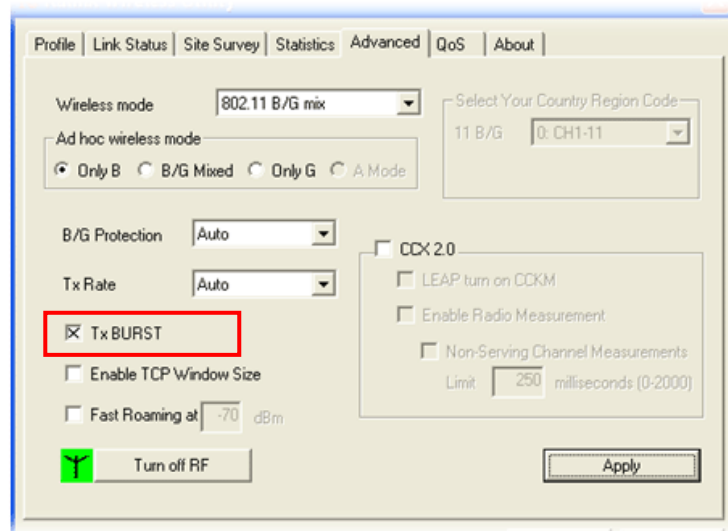 Profile Link Status Site Survey Statistics Advanced QoS About
Wireless mode 802.11 B/G mix
Select Your Country Region Code
11 B/G 0: CH1-11
Ad hoc wireless mode
Only B B/G Mixed Only G A Mode
B/G Protection Auto
CCX 2.0
Tx Rate Auto
LEAP turn on CCKM
Enable Radio Measurement
Tx BURST
Non-Serving Channel Measurements
Limit 250 milliseconds (0-2000)
Enable TCP Window Size
Fast Roaming at -70 dBm
Turn off RF
Apply